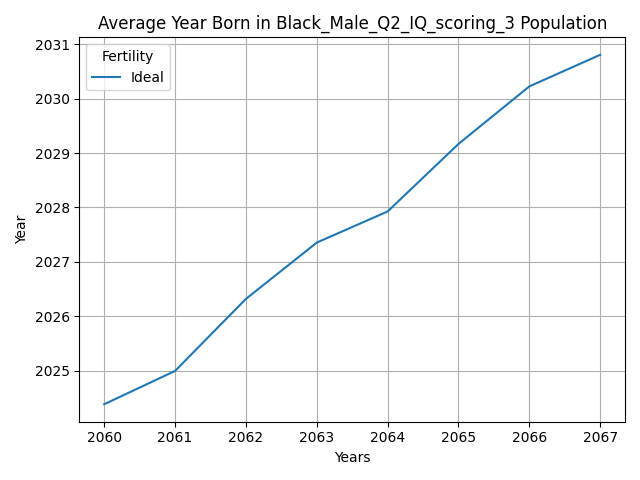 Average Year Born in Black_Male_Q2_IQ_scoring_3 Population
Fertility
Ideal
2031
2030
2029
2028
2027
2026
2025
Year
2060 2061 2062 2063 2064 2065 2066 2067
Years